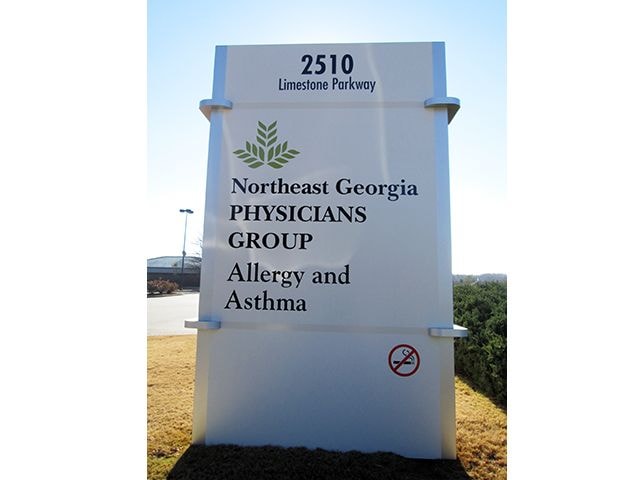 2510
Limestone Parkway
Northeast Georgia
PHYSICIANS
GROUP
Allergy and
Asthma